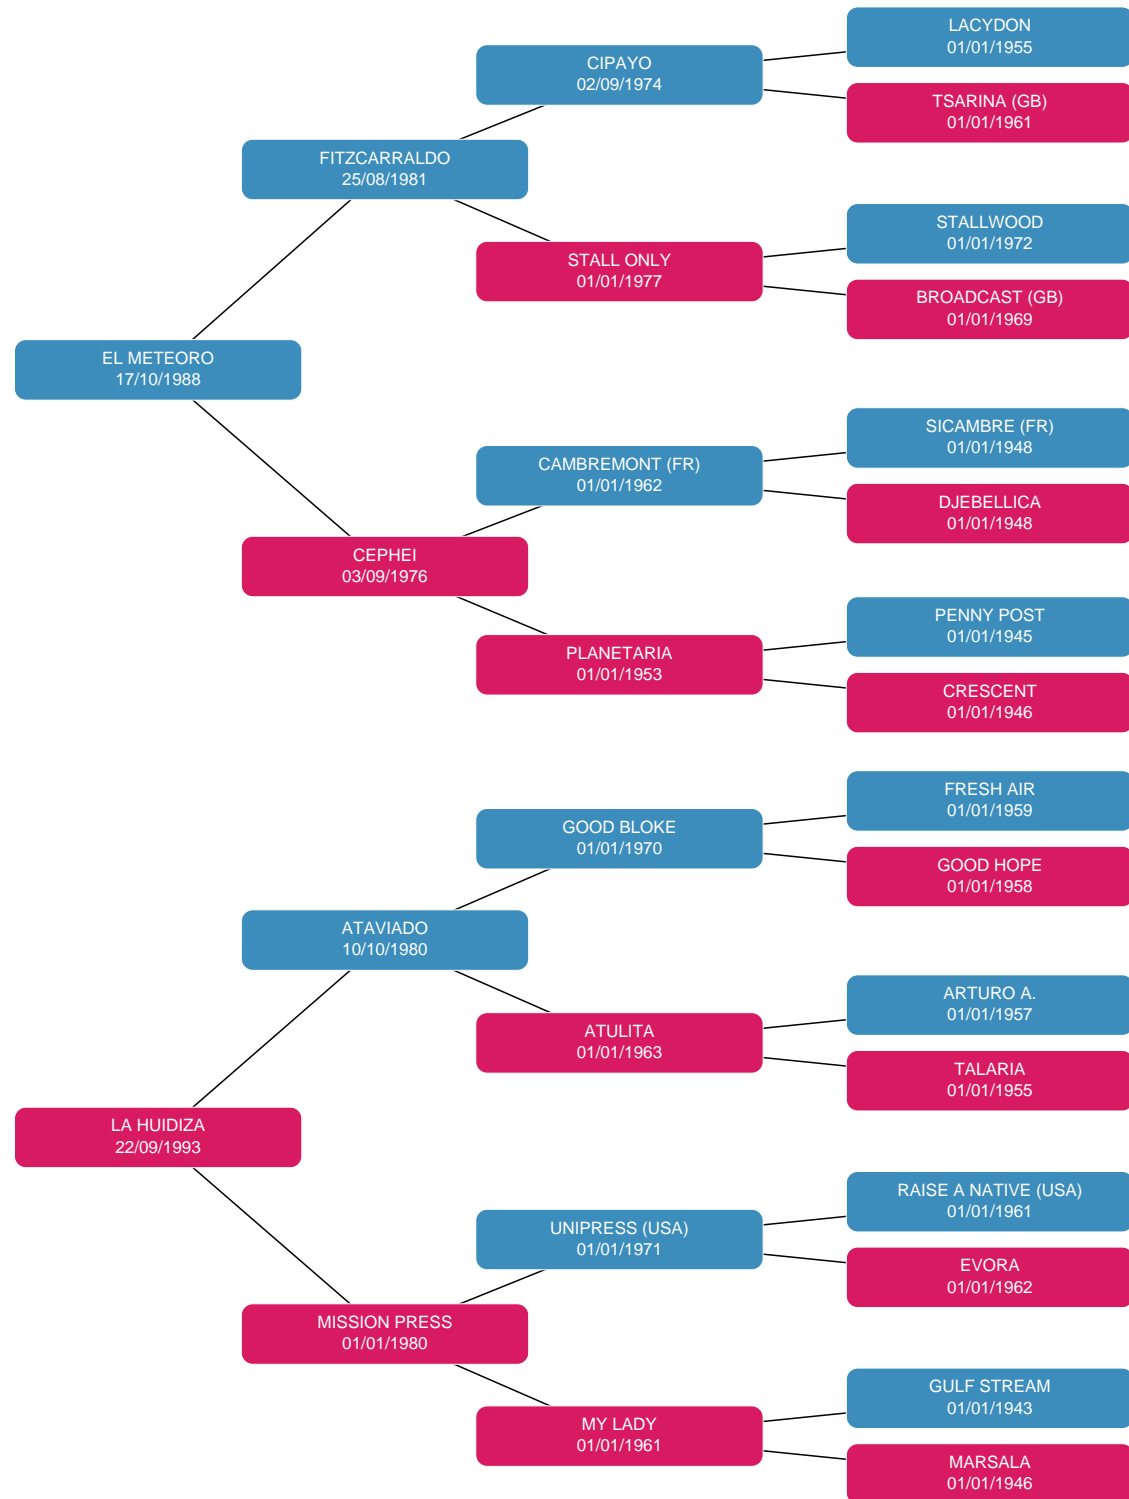 LACYDON
01/01/1955
CIPAYO
02/09/1974
TSARINA (GB)
01/01/1961
FITZCARRALDO
25/08/1981
STALLWOOD
01/01/1972
STALL ONLY
01/01/1977
BROADCAST (GB)
01/01/1969
EL METEORO
17/10/1988
SICAMBRE (FR)
01/01/1948
CAMBREMONT (FR)
01/01/1962
DJEBELLICA
01/01/1948
CEPHEI
03/09/1976
PENNY POST
01/01/1945
PLANETARIA
01/01/1953
CRESCENT
01/01/1946
FRESH AIR
01/01/1959
GOOD BLOKE
01/01/1970
GOOD HOPE
01/01/1958
ATAVIADO
10/10/1980
ARTURO A.
01/01/1957
ATULITA
01/01/1963
TALARIA
01/01/1955
LA HUIDIZA
22/09/1993
RAISE A NATIVE (USA)
01/01/1961
UNIPRESS (USA)
01/01/1971
EVORA
01/01/1962
MISSION PRESS
01/01/1980
GULF STREAM
01/01/1943
MY LADY
01/01/1961
MARSALA
01/01/1946